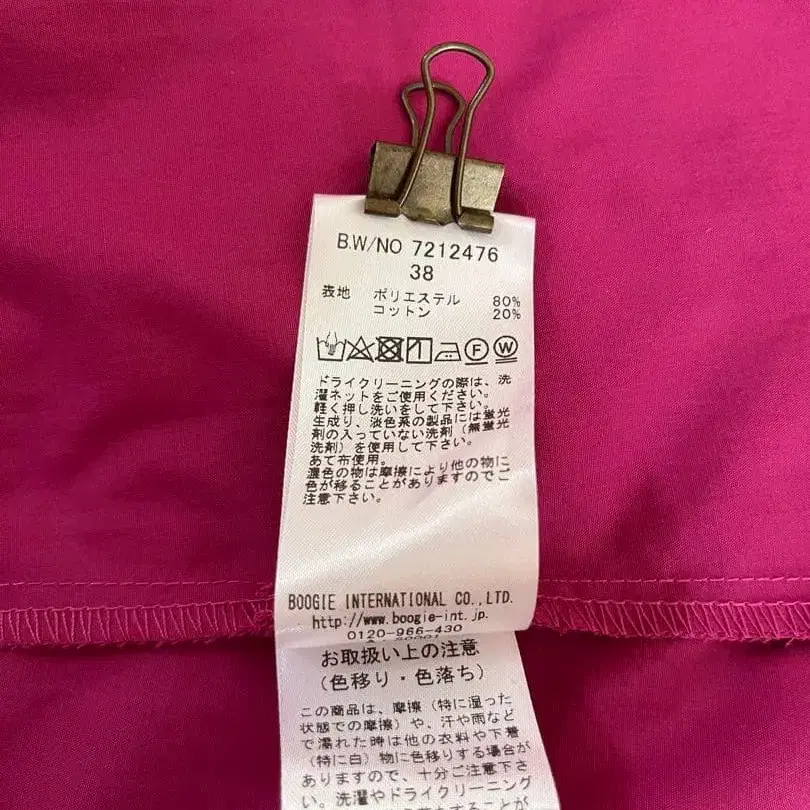 B.W/NO 7212476
38
表地 ポリエステル 80%
コットン 20%
F W
ドライクリーニングの際は、洗
濯ネットをご使用ください。
軽く押し洗いをして下さい。
生成り、淡色系の製品には蛍光
剤の入っていない洗剤（無蛍光
洗剤）を使用して下さい。
あて布使用。
濃色の物は摩擦により他の物に
色が移ることがありますのでご
注意下さい。
BOOGIE INTERNATIONAL CO.,LTD.
http://www.boogie-int.jp.
0120-966-430
お取扱い上の注意
（色移り・色落ち）
この商品は、摩擦（特に湿った
状態での摩擦）や、汗や雨など
で濡れた時は他の衣料や下着
（特に白）物に色移りする場合が
ありますので、十分ご注意下さ
い。洗濯やドライクリーニング